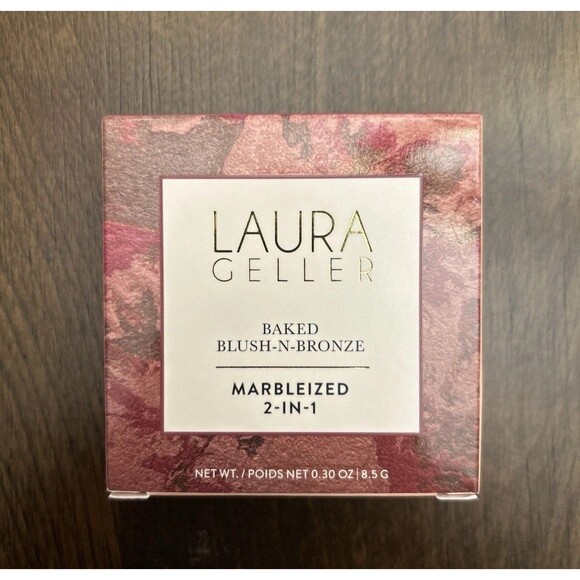 LAURA
GELLER
BAKED
BLUSH-N-BRONZE
MARBLEIZED
2-IN-1
NET WT. / POIDS NET 0.30 OZ | 8.5 G